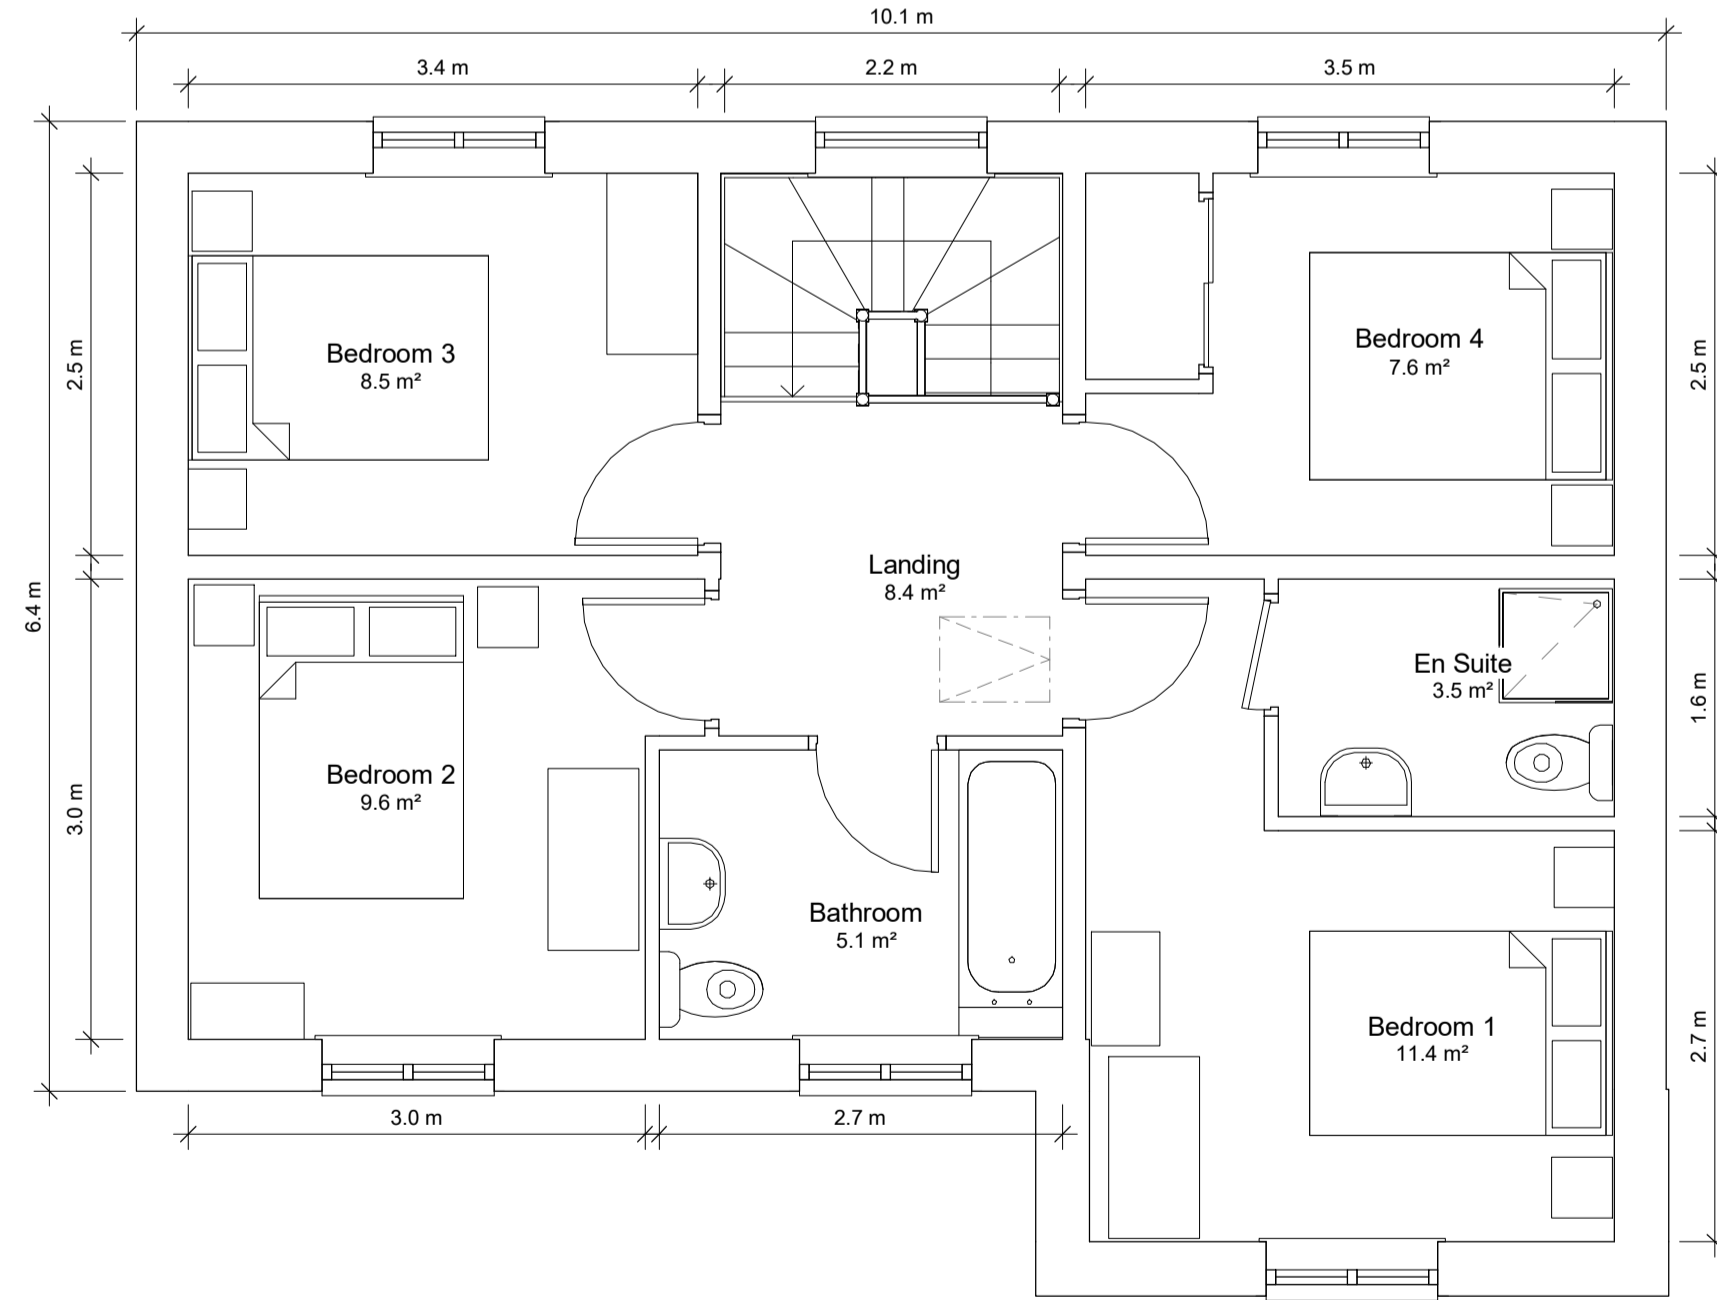 10.1 m
3.4 m
2.2 m
3.5 m
Bedroom 3
8.5 m²
Bedroom 4
7.6 m²
2.5 m
2.5 m
6.4 m
Landing
8.4 m²
En Suite
3.5 m²
1.6 m
Bedroom 2
9.6 m²
3.0 m
Bathroom
5.1 m²
Bedroom 1
11.4 m²
2.7 m
3.0 m
2.7 m